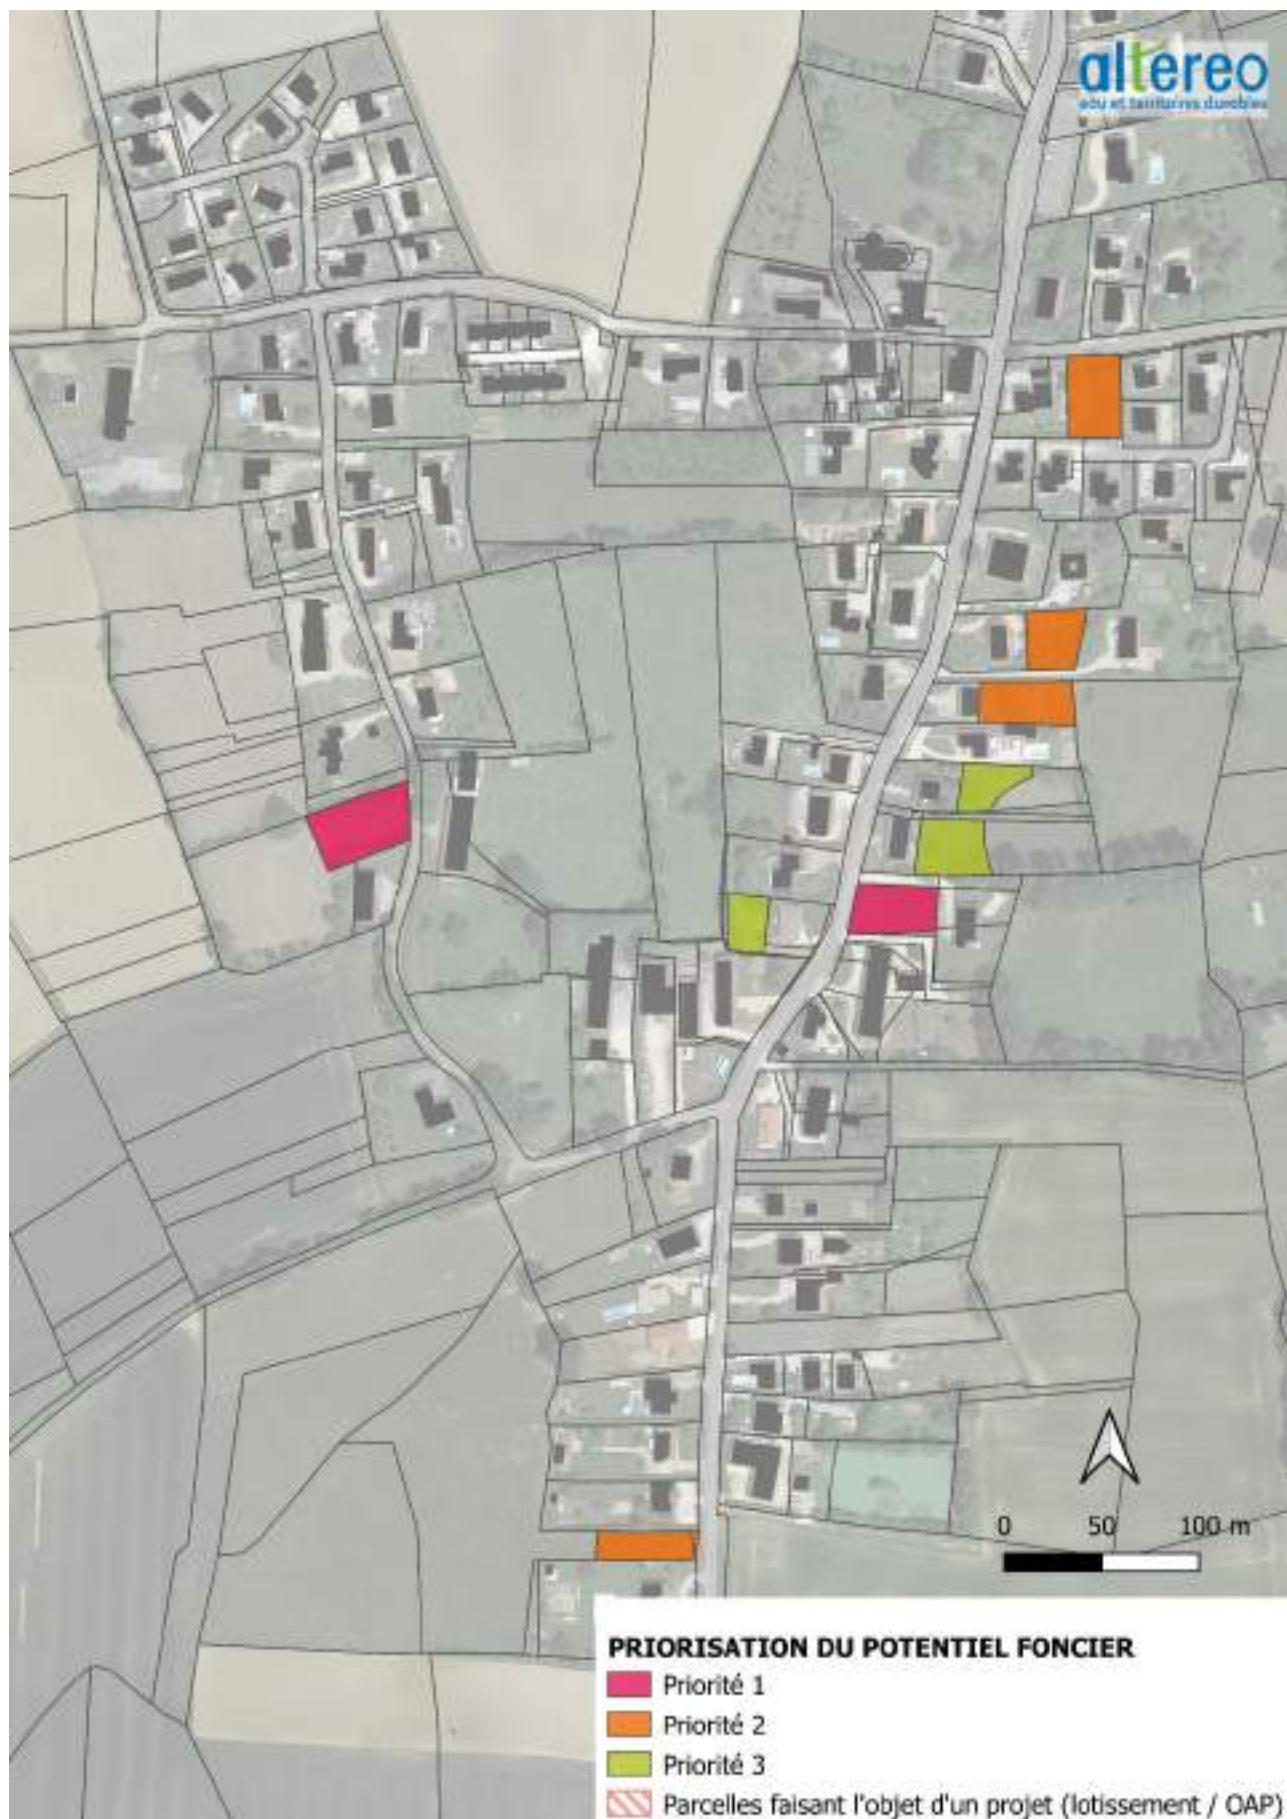 altereo
eau et territoires durables
0 50 100 m
PRIORISATION DU POTENTIEL FONCIER
Priorité 1
Priorité 2
Priorité 3
Parcelles faisant l'objet d'un projet (lotissement / OAP)